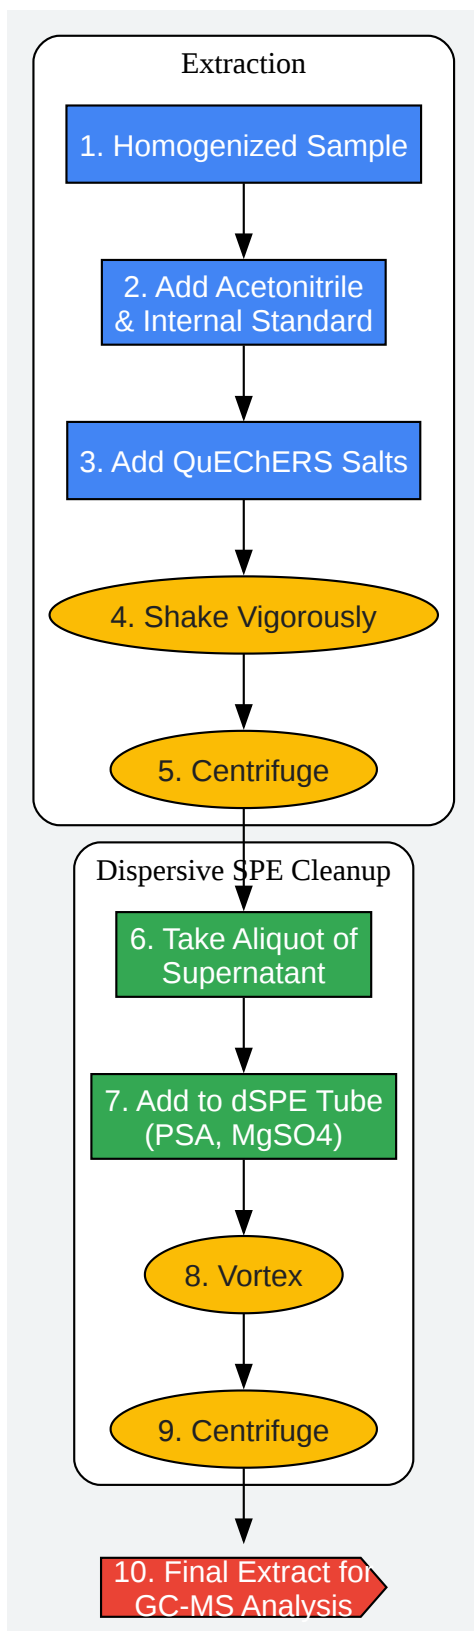 Extraction
1. Homogenized Sample
2. Add Acetonitrile
& Internal Standard
3. Add QuEChERS Salts
4. Shake Vigorously
5. Centrifuge
Dispersive SPE Cleanup
6. Take Aliquot of
Supernatant
7. Add to dSPE Tube
(PSA, MgSO4)
8. Vortex
9. Centrifuge
10. Final Extract for
GC-MS Analysis